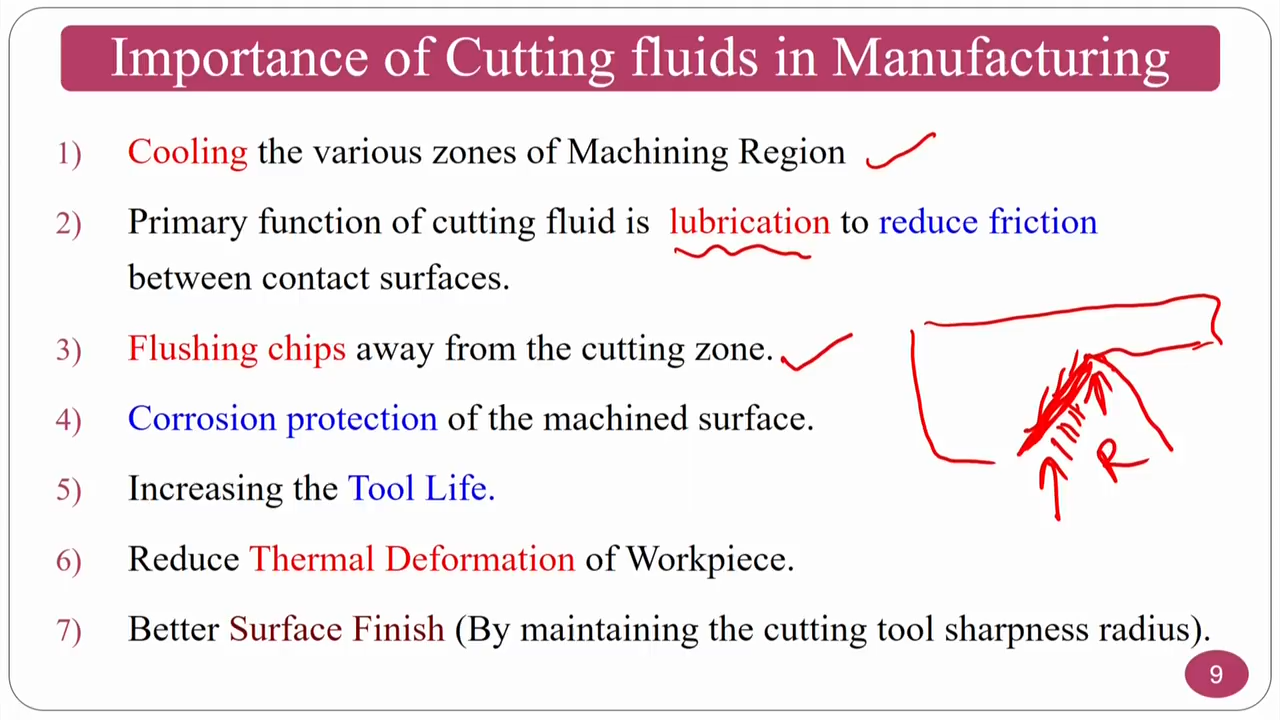 Importance of Cutting fluids in Manufacturing
1) Cooling the various zones of Machining Region
2) Primary function of cutting fluid is lubrication to reduce friction
between contact surfaces.
3) Flushing chips away from the cutting zone.
4) Corrosion protection of the machined surface.
5) Increasing the Tool Life.
6) Reduce Thermal Deformation of Workpiece.
7) Better Surface Finish (By maintaining the cutting tool sharpness radius).
R
9